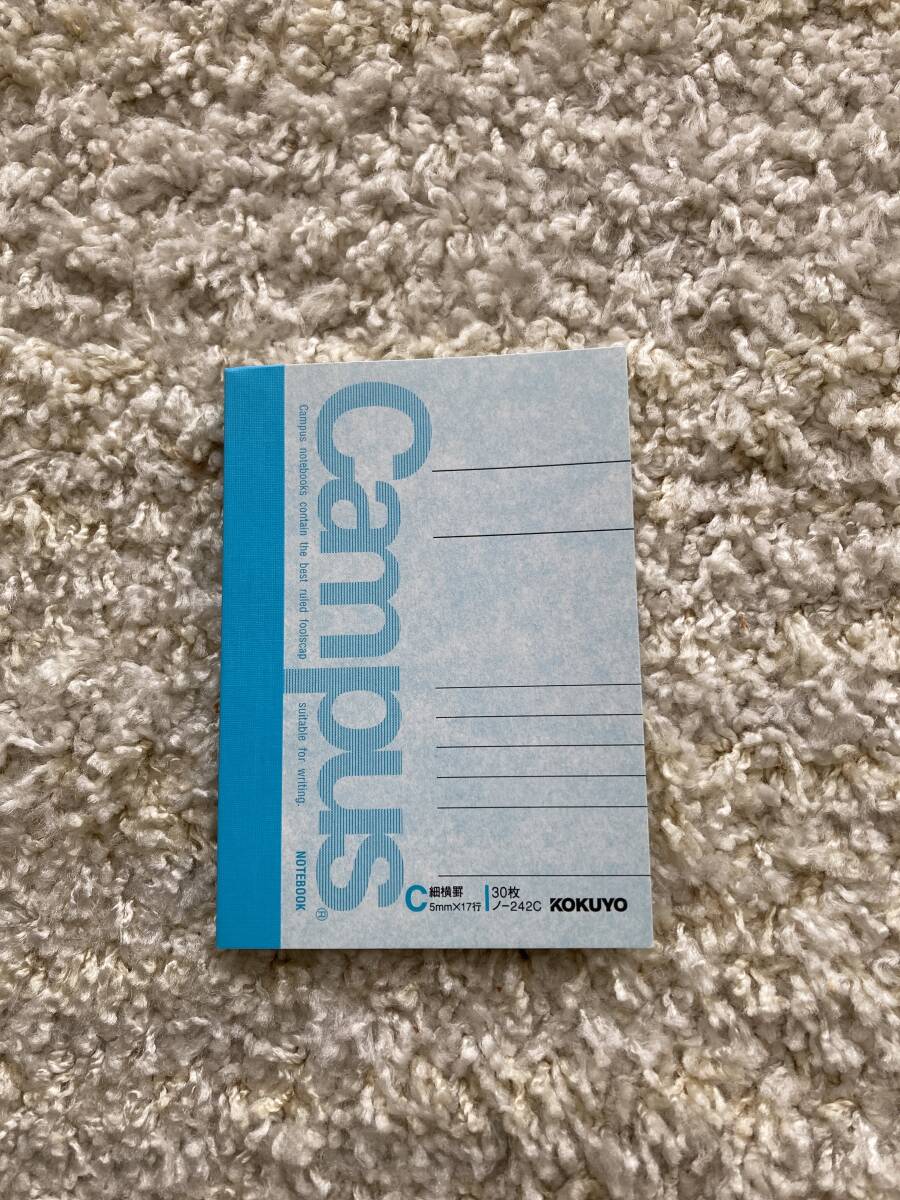 Campus
Campus notebooks contain the best ruled foolscap suitable for writing.
NOTEBOOK
®
C 細横罫
5mm×17行
30枚
ノ-242C
KOKUYO